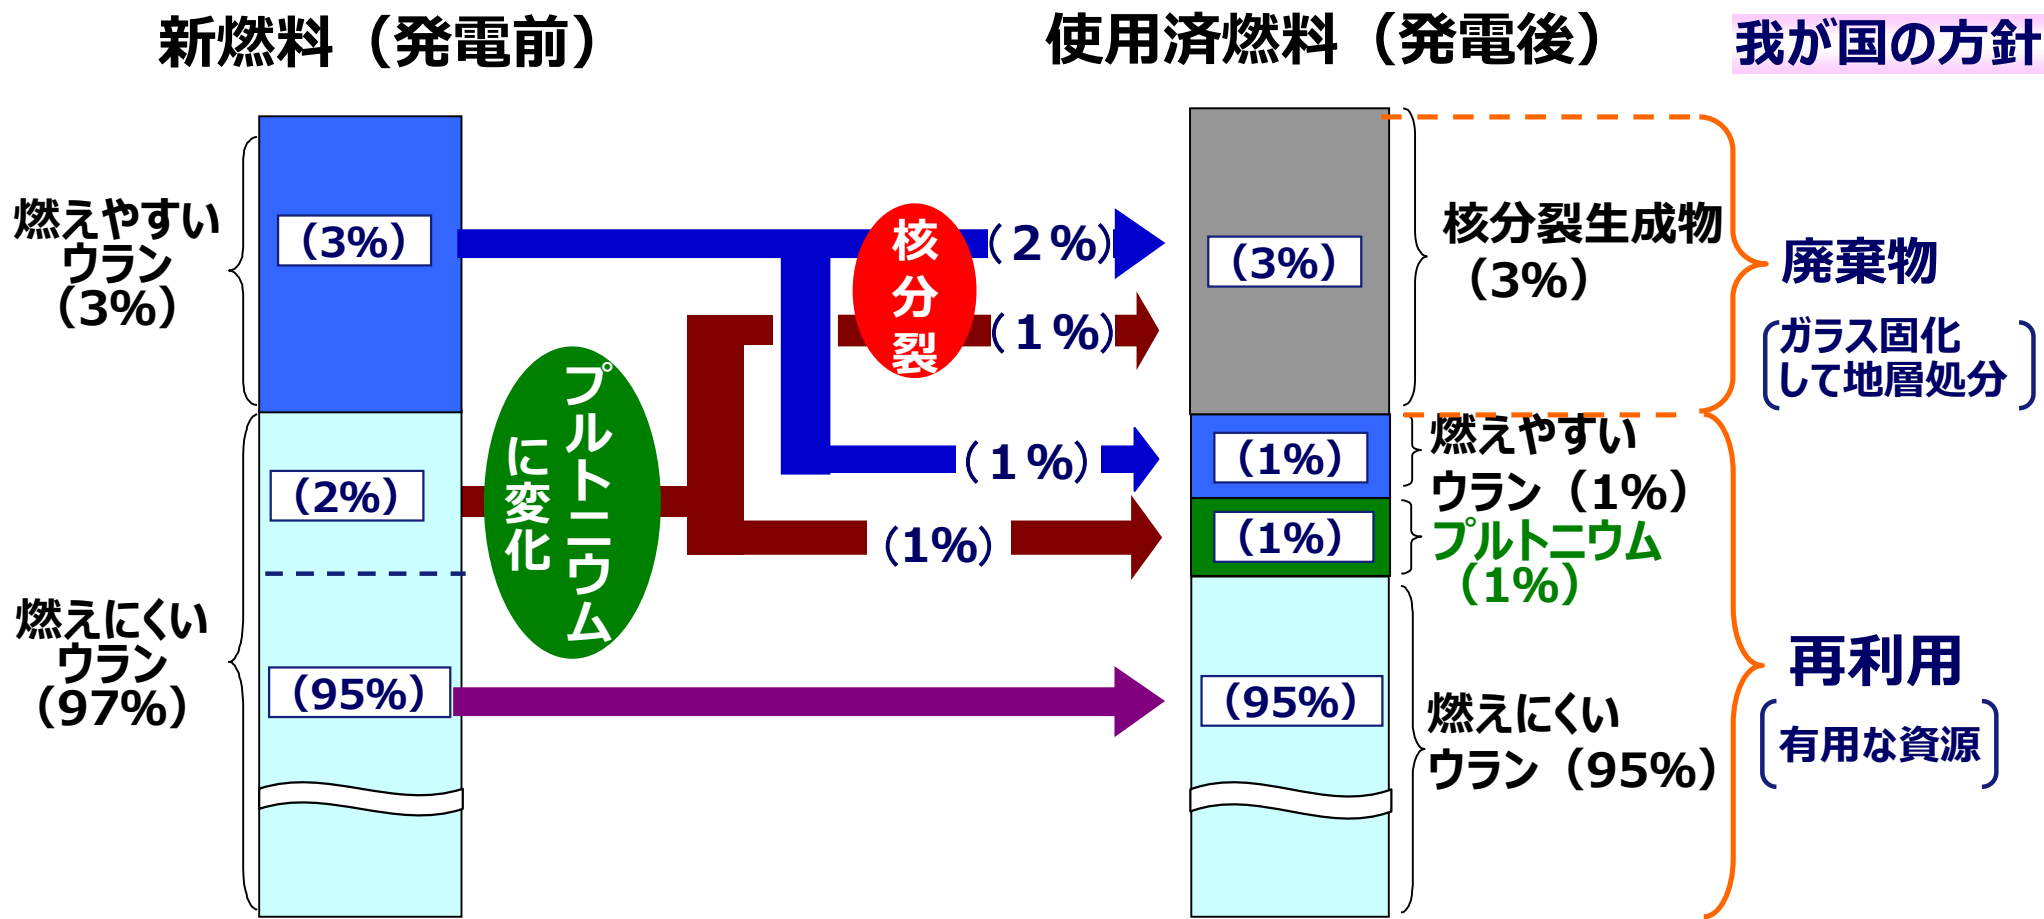 新燃料（発電前）
使用済燃料（発電後）
我が国の方針
燃えやすい
ウラン
（3%）
（3%）
燃えにくい
ウラン
（97%）
（2%）
（95%）
プルトニウム
に変化
核分裂
（２%）
（１%）
（１%）
（1%）
（3%）
（1%）
（1%）
（95%）
核分裂生成物
（3%）
燃えやすい
ウラン（1%）
プルトニウム
（1%）
燃えにくい
ウラン（95%）
廃棄物
ガラス固化
して地層処分
再利用
有用な資源